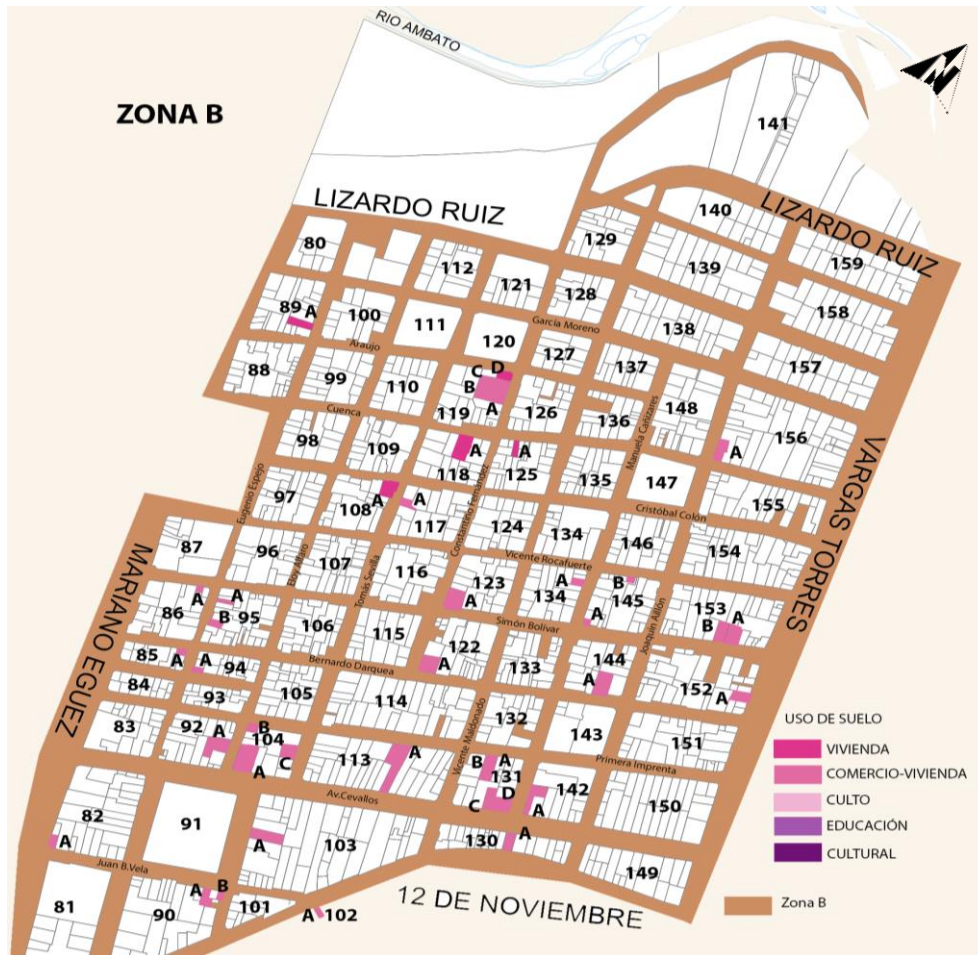 RIO AMBATO
ZONA B
141
LIZARDO RUIZ
LIZARDO RUIZ
140
129
80
159
112
139
121
128
158
89 A
100
111
García Moreno
138
120
Araujo
127
157
88
99
110
C D
B
A
119
137
126
148
Cuenca
136
Manuela Cañizares
156
A
98
109
A
118
A
125
135
147
155
Eugenio Espejo
97
108 A
A
117
Constantino Fernández
124
134
Cristóbal Colón
VARGAS TORRES
87
96
Eloy Alfaro
107
Tomás Sevilla
116
Vicente Rocafuerte
146
154
MARIANO EGUEZ
123
A
A
134
B
145
A
Joaquín Ayllón
153
A
B
86
A
A
B
95
106
115
Simón Bolívar
122
A
133
144
A
152
A
85
A
A
94
Bernardo Darquea
84
93
105
114
132
143
151
83
92
A
B
104
C
A
113
A
Vicente Maldonado
Primera Imprenta
B A
131
D
C
142
A
150
82
A
91
Av.Cevallos
A
103
130
A
149
Juan B.Vela
81
90
A B
101
A 102
12 DE NOVIEMBRE
USO DE SUELO
VIVIENDA
COMERCIO-VIVIENDA
CULTO
EDUCACIÓN
CULTURAL
Zona B